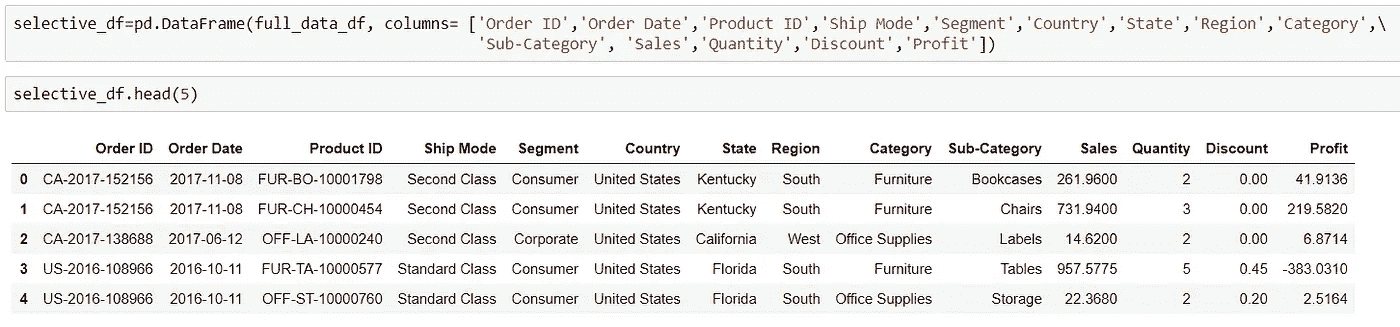 selective_df=pd.DataFrame(full_data_df, columns= ['Order ID','Order Date','Product ID','Ship Mode','Segment','Country','State','Region','Category',\
'Sub-Category', 'Sales','Quantity','Discount','Profit'])
selective_df.head(5)
Order ID Order Date Product ID Ship Mode Segment Country State Region Category Sub-Category Sales Quantity Discount Profit
0 CA-2017-152156 2017-11-08 FUR-BO-10001798 Second Class Consumer United States Kentucky South Furniture Bookcases 261.9600 2 0.00 41.9136
1 CA-2017-152156 2017-11-08 FUR-CH-10000454 Second Class Consumer United States Kentucky South Furniture Chairs 731.9400 3 0.00 219.5820
2 CA-2017-138688 2017-06-12 OFF-LA-10000240 Second Class Corporate United States California West Office Supplies Labels 14.6200 2 0.00 6.8714
3 US-2016-108966 2016-10-11 FUR-TA-10000577 Standard Class Consumer United States Florida South Furniture Tables 957.5775 5 0.45 -383.0310
4 US-2016-108966 2016-10-11 OFF-ST-10000760 Standard Class Consumer United States Florida South Office Supplies Storage 22.3680 2 0.20 2.5164